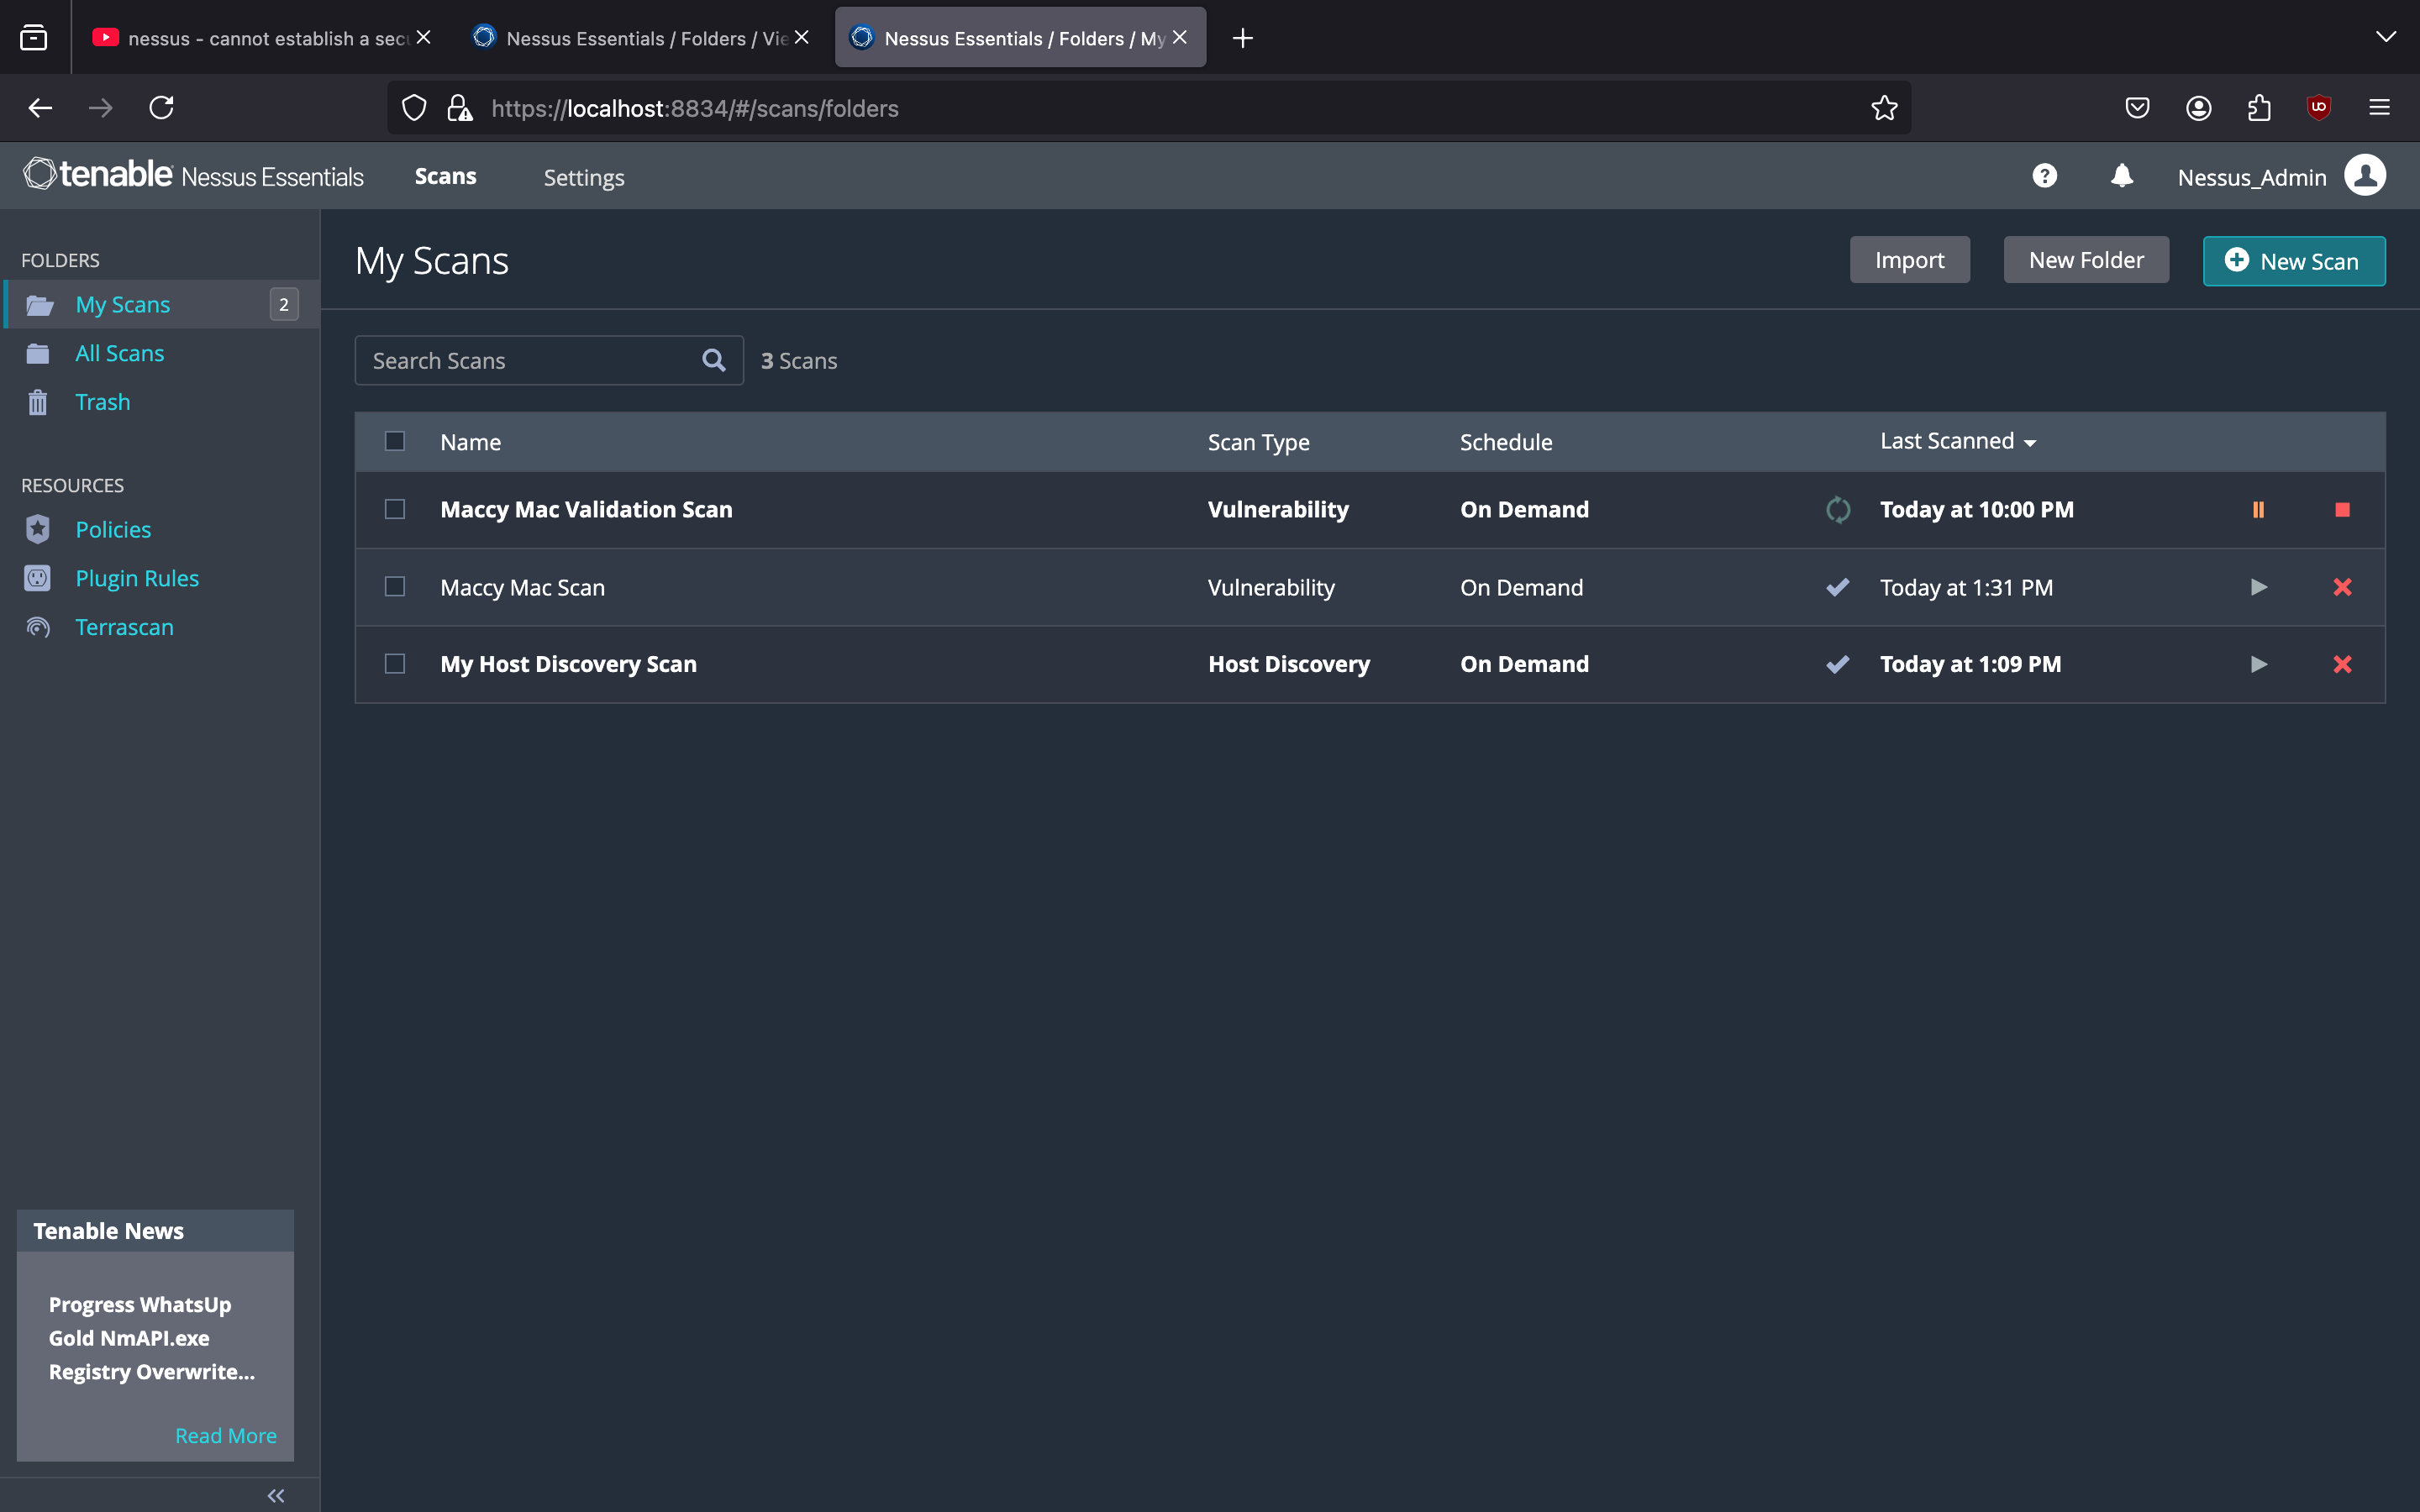 nessus - cannot establish a sec
Nessus Essentials / Folders / Vie
Nessus Essentials / Folders / My
https://localhost:8834/#/scans/folders
tenable Nessus Essentials
Scans
Settings
Nessus_Admin
FOLDERS
My Scans 2
All Scans
Trash
RESOURCES
Policies
Plugin Rules
Terrascan
My Scans
Import
New Folder
New Scan
Search Scans
3 Scans
Name Scan Type Schedule Last Scanned
Maccy Mac Validation Scan Vulnerability On Demand Today at 10:00 PM
Maccy Mac Scan Vulnerability On Demand Today at 1:31 PM
My Host Discovery Scan Host Discovery On Demand Today at 1:09 PM
Tenable News
Progress WhatsUp
Gold NmAPI.exe
Registry Overwrite...
Read More